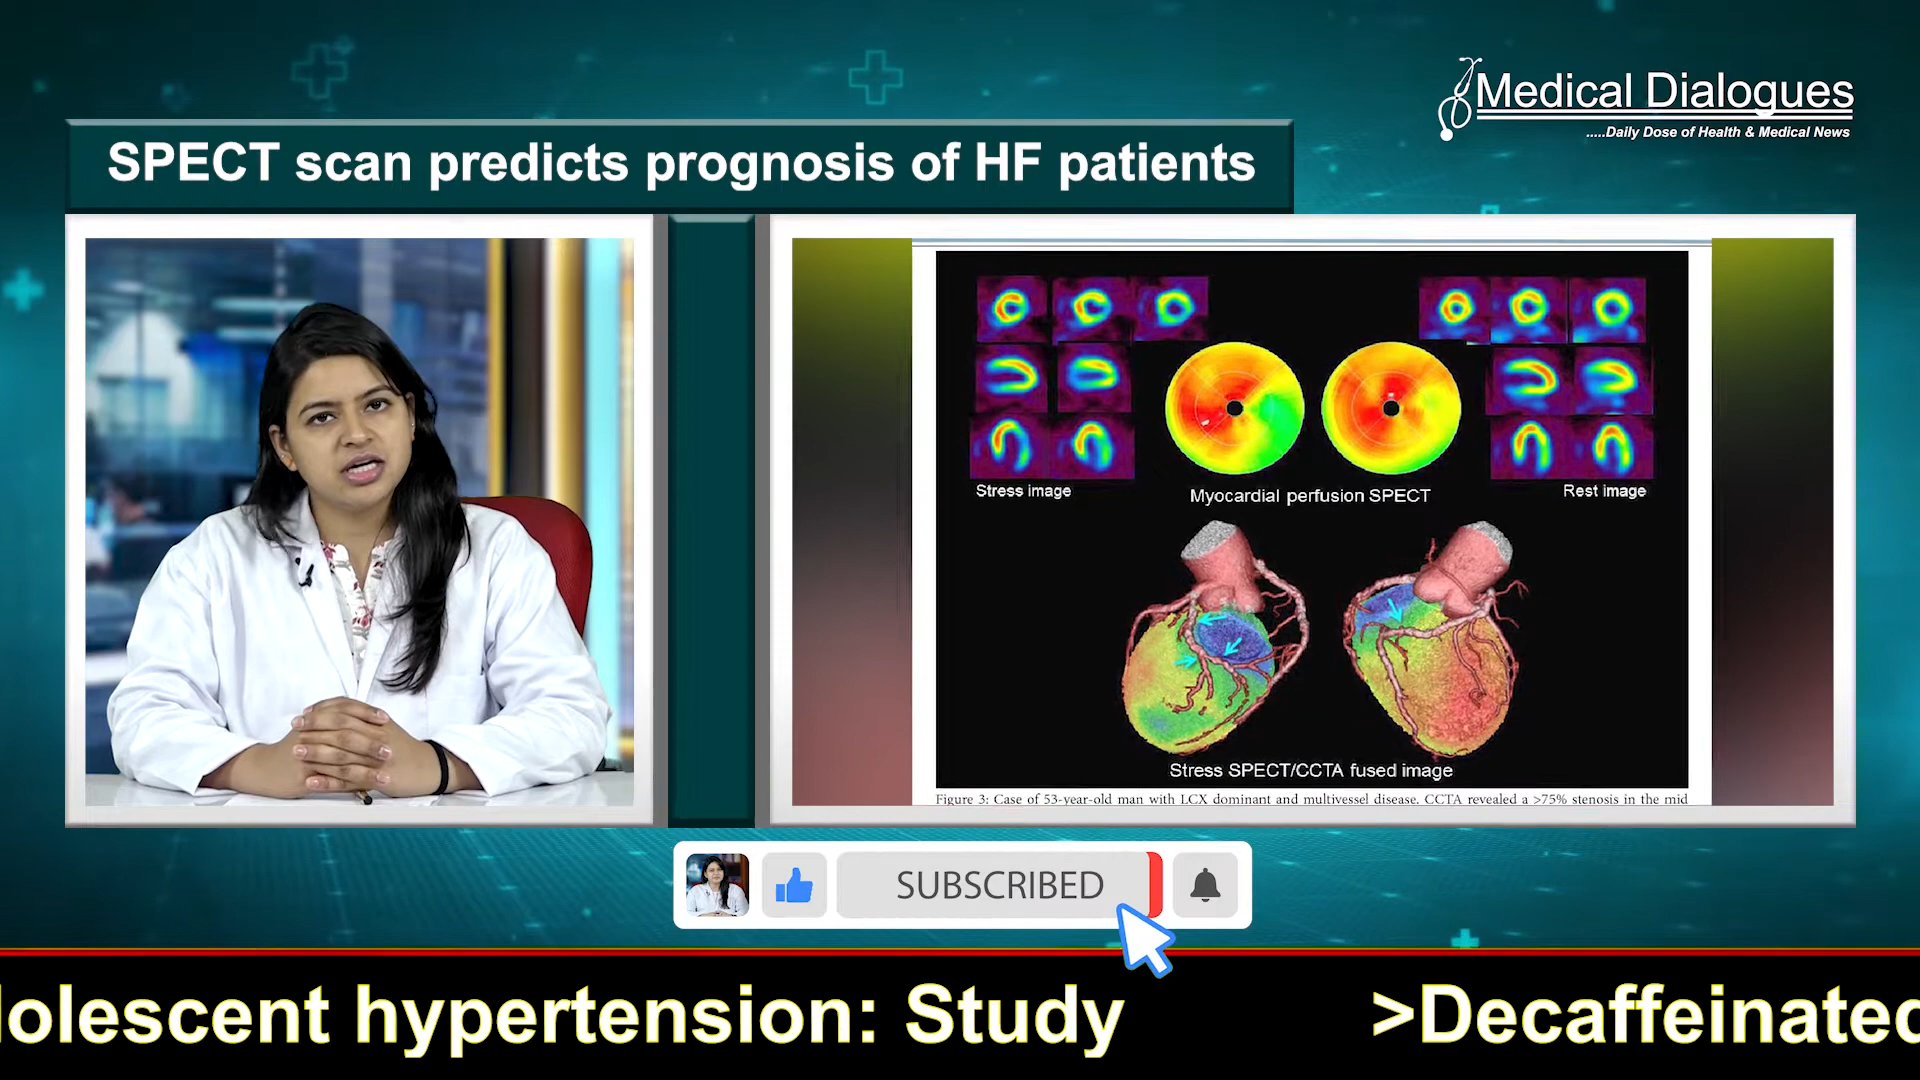 Medical Dialogues
.....Daily Dose of Health & Medical News
SPECT scan predicts prognosis of HF patients
Stress image
Myocardial perfusion SPECT
Rest image
Stress SPECT/CCTA fused image
Figure 3: Case of 53-year-old man with LCX dominant and multivessel disease. CCTA revealed a >75% stenosis in the mid
SUBSCRIBED
dolescent hypertension: Study
>Decaffeinated